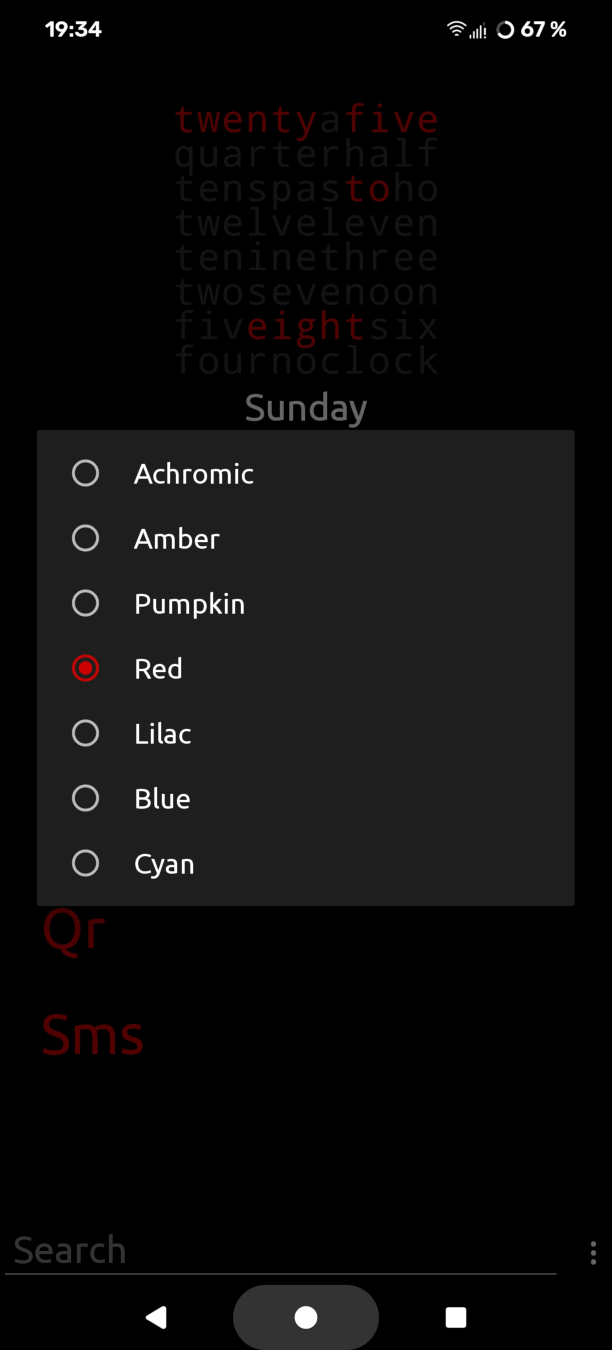 19:34 67 %
twentyafive
quarterhalf
tenspastoho
twelveleven
teninethree
twosevenoon
fiveightsix
fournoclock
Sunday
Achromic
Amber
Pumpkin
Red
Lilac
Blue
Cyan
Qr
Sms
Search